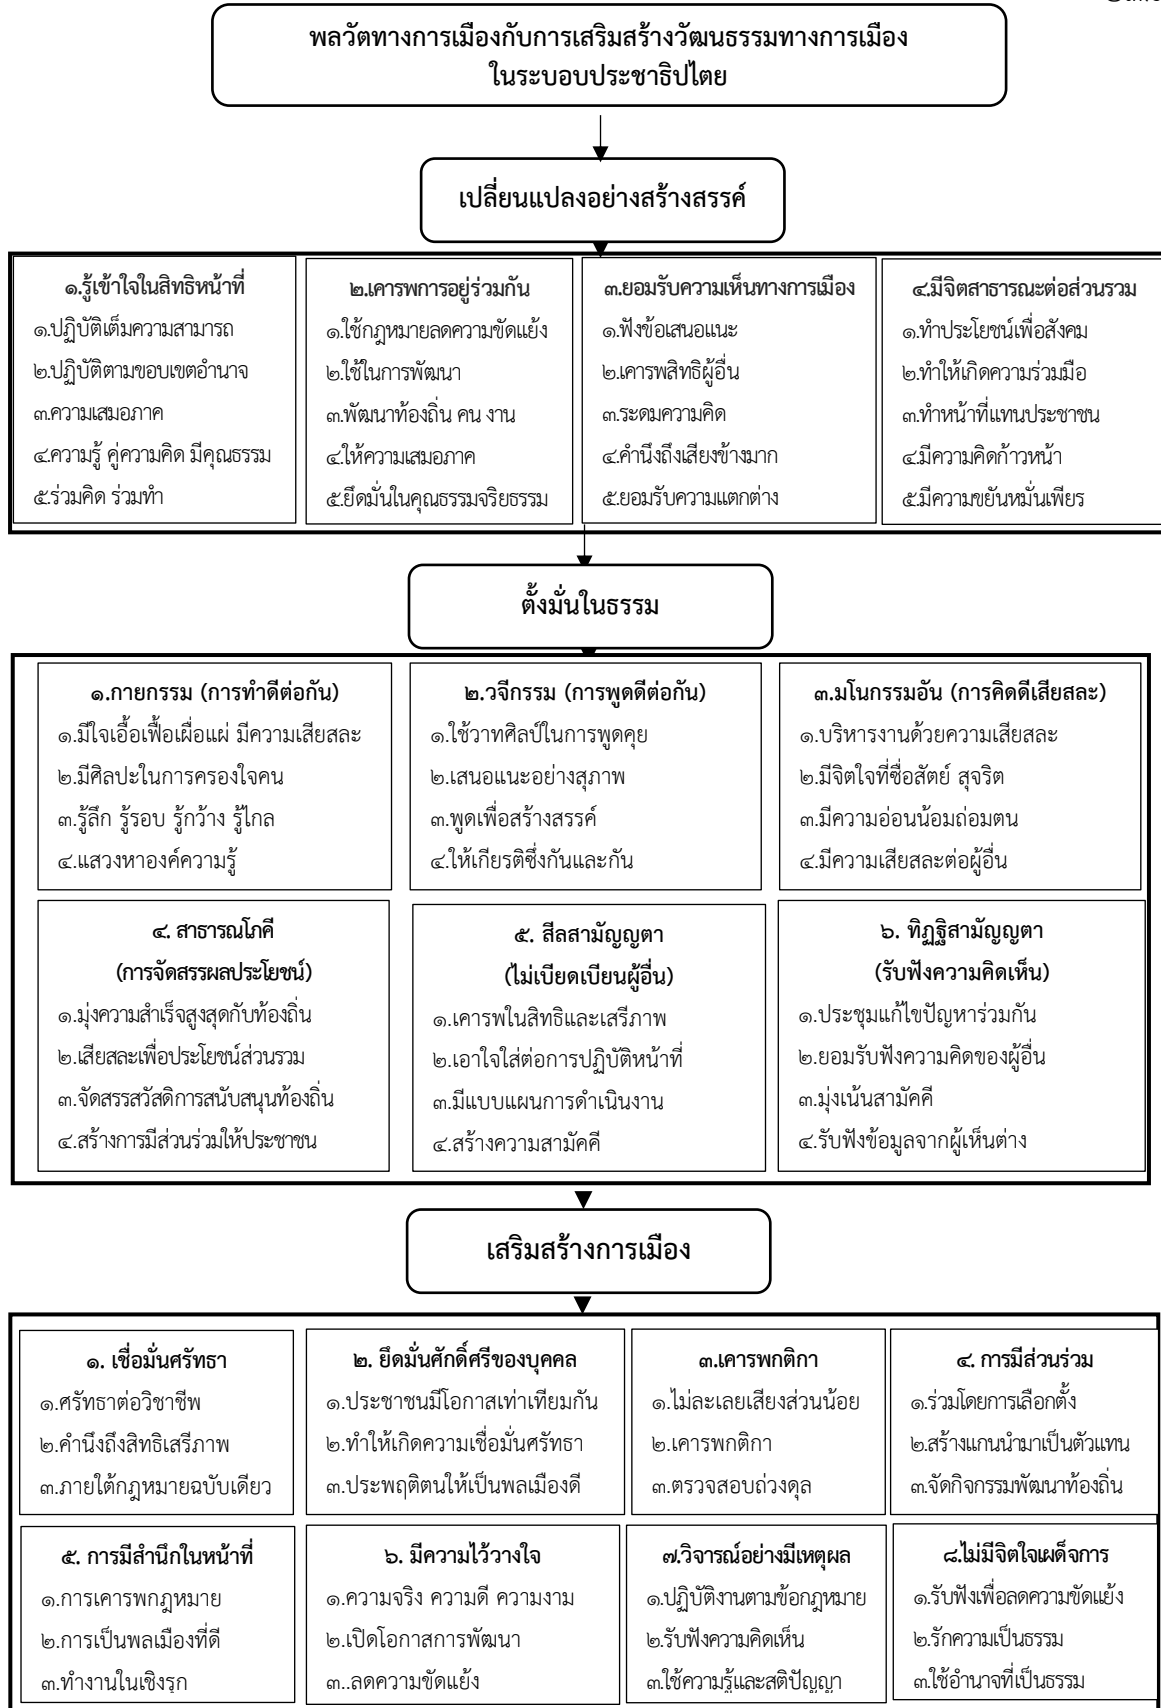 พลวัตทางการเมืองกับการเสริมสร้างวัฒนธรรมทางการเมือง
ในระบอบประชาธิปไตย
เปลี่ยนแปลงอย่างสร้างสรรค์
๑.รู้เข้าใจในสิทธิหน้าที่
๑.ปฏิบัติเต็มความสามารถ
๒.ปฏิบัติตามขอบเขตอำนาจ
๓.ความเสมอภาค
๔.ความรู้ คู่ความคิด มีคุณธรรม
๕.ร่วมคิด ร่วมทำ
๒.เคารพการอยู่ร่วมกัน
๑.ใช้กฎหมายลดความขัดแย้ง
๒.ใช้ในการพัฒนา
๓.พัฒนาท้องถิ่น คน งาน
๔.ให้ความเสมอภาค
๕.ยึดมั่นในคุณธรรมจริยธรรม
๓.ยอมรับความเห็นทางการเมือง
๑.ฟังข้อเสนอแนะ
๒.เคารพสิทธิผู้อื่น
๓.ระดมความคิด
๔.คำนึงถึงเสียงข้างมาก
๕.ยอมรับความแตกต่าง
๔.มีจิตสาธารณะต่อส่วนรวม
๑.ทำประโยชน์เพื่อสังคม
๒.ทำให้เกิดความร่วมมือ
๓.ทำหน้าที่แทนประชาชน
๔.มีความคิดก้าวหน้า
๕.มีความขยันหมั่นเพียร
ตั้งมั่นในธรรม
๑.กายกรรม (การทำดีต่อกัน)
๑.มีใจเอื้อเฟื้อเผื่อแผ่ มีความเสียสละ
๒.มีศิลปะในการครองใจคน
๓.รู้ลึก รู้รอบ รู้กว้าง รู้ไกล
๔.แสวงหาองค์ความรู้
๒.วจีกรรม (การพูดดีต่อกัน)
๑.ใช้วาทศิลป์ในการพูดคุย
๒.เสนอแนะอย่างสุภาพ
๓.พูดเพื่อสร้างสรรค์
๔.ให้เกียรติซึ่งกันและกัน
๓.มโนกรรมอัน (การคิดดีเสียสละ)
๑.บริหารงานด้วยความเสียสละ
๒.มีจิตใจที่ซื่อสัตย์ สุจริต
๓.มีความอ่อนน้อมถ่อมตน
๔.มีความเสียสละต่อผู้อื่น
๔. สาธารณโภคี
(การจัดสรรผลประโยชน์)
๑.มุ่งความสำเร็จสูงสุดกับท้องถิ่น
๒.เสียสละเพื่อประโยชน์ส่วนรวม
๓.จัดสรรสวัสดิการสนับสนุนท้องถิ่น
๔.สร้างการมีส่วนร่วมให้ประชาชน
๕. สีลสามัญญตา
(ไม่เบียดเบียนผู้อื่น)
๑.เคารพในสิทธิและเสรีภาพ
๒.เอาใจใส่ต่อการปฏิบัติหน้าที่
๓.มีแบบแผนการดำเนินงาน
๔.สร้างความสามัคคี
๖. ทิฏฐิสามัญญตา
(รับฟังความคิดเห็น)
๑.ประชุมแก้ไขปัญหาร่วมกัน
๒.ยอมรับฟังความคิดของผู้อื่น
๓.มุ่งเน้นสามัคคี
๔.รับฟังข้อมูลจากผู้เห็นต่าง
เสริมสร้างการเมือง
๑. เชื่อมั่นศรัทธา
๑.ศรัทธาต่อวิชาชีพ
๒.คำนึงถึงสิทธิเสรีภาพ
๓.ภายใต้กฎหมายฉบับเดียว
๒. ยึดมั่นศักดิ์ศรีของบุคคล
๑.ประชาชนมีโอกาสเท่าเทียมกัน
๒.ทำให้เกิดความเชื่อมั่นศรัทธา
๓.ประพฤติตนให้เป็นพลเมืองดี
๓.เคารพกติกา
๑.ไม่ละเลยเสียงส่วนน้อย
๒.เคารพกติกา
๓.ตรวจสอบถ่วงดุล
๔. การมีส่วนร่วม
๑.ร่วมโดยการเลือกตั้ง
๒.สร้างแกนนำมาเป็นตัวแทน
๓.จัดกิจกรรมพัฒนาท้องถิ่น
๕. การมีสำนึกในหน้าที่
๑.การเคารพกฎหมาย
๒.การเป็นพลเมืองที่ดี
๓.ทำงานในเชิงรุก
๖. มีความไว้วางใจ
๑.ความจริง ความดี ความงาม
๒.เปิดโอกาสการพัฒนา
๓..ลดความขัดแย้ง
๗.วิจารณ์อย่างมีเหตุผล
๑.ปฏิบัติงานตามข้อกฎหมาย
๒.รับฟังความคิดเห็น
๓.ใช้ความรู้และสติปัญญา
๘.ไม่มีจิตใจเผด็จการ
๑.รับฟังเพื่อลดความขัดแย้ง
๒.รักความเป็นธรรม
๓.ใช้อำนาจที่เป็นธรรม